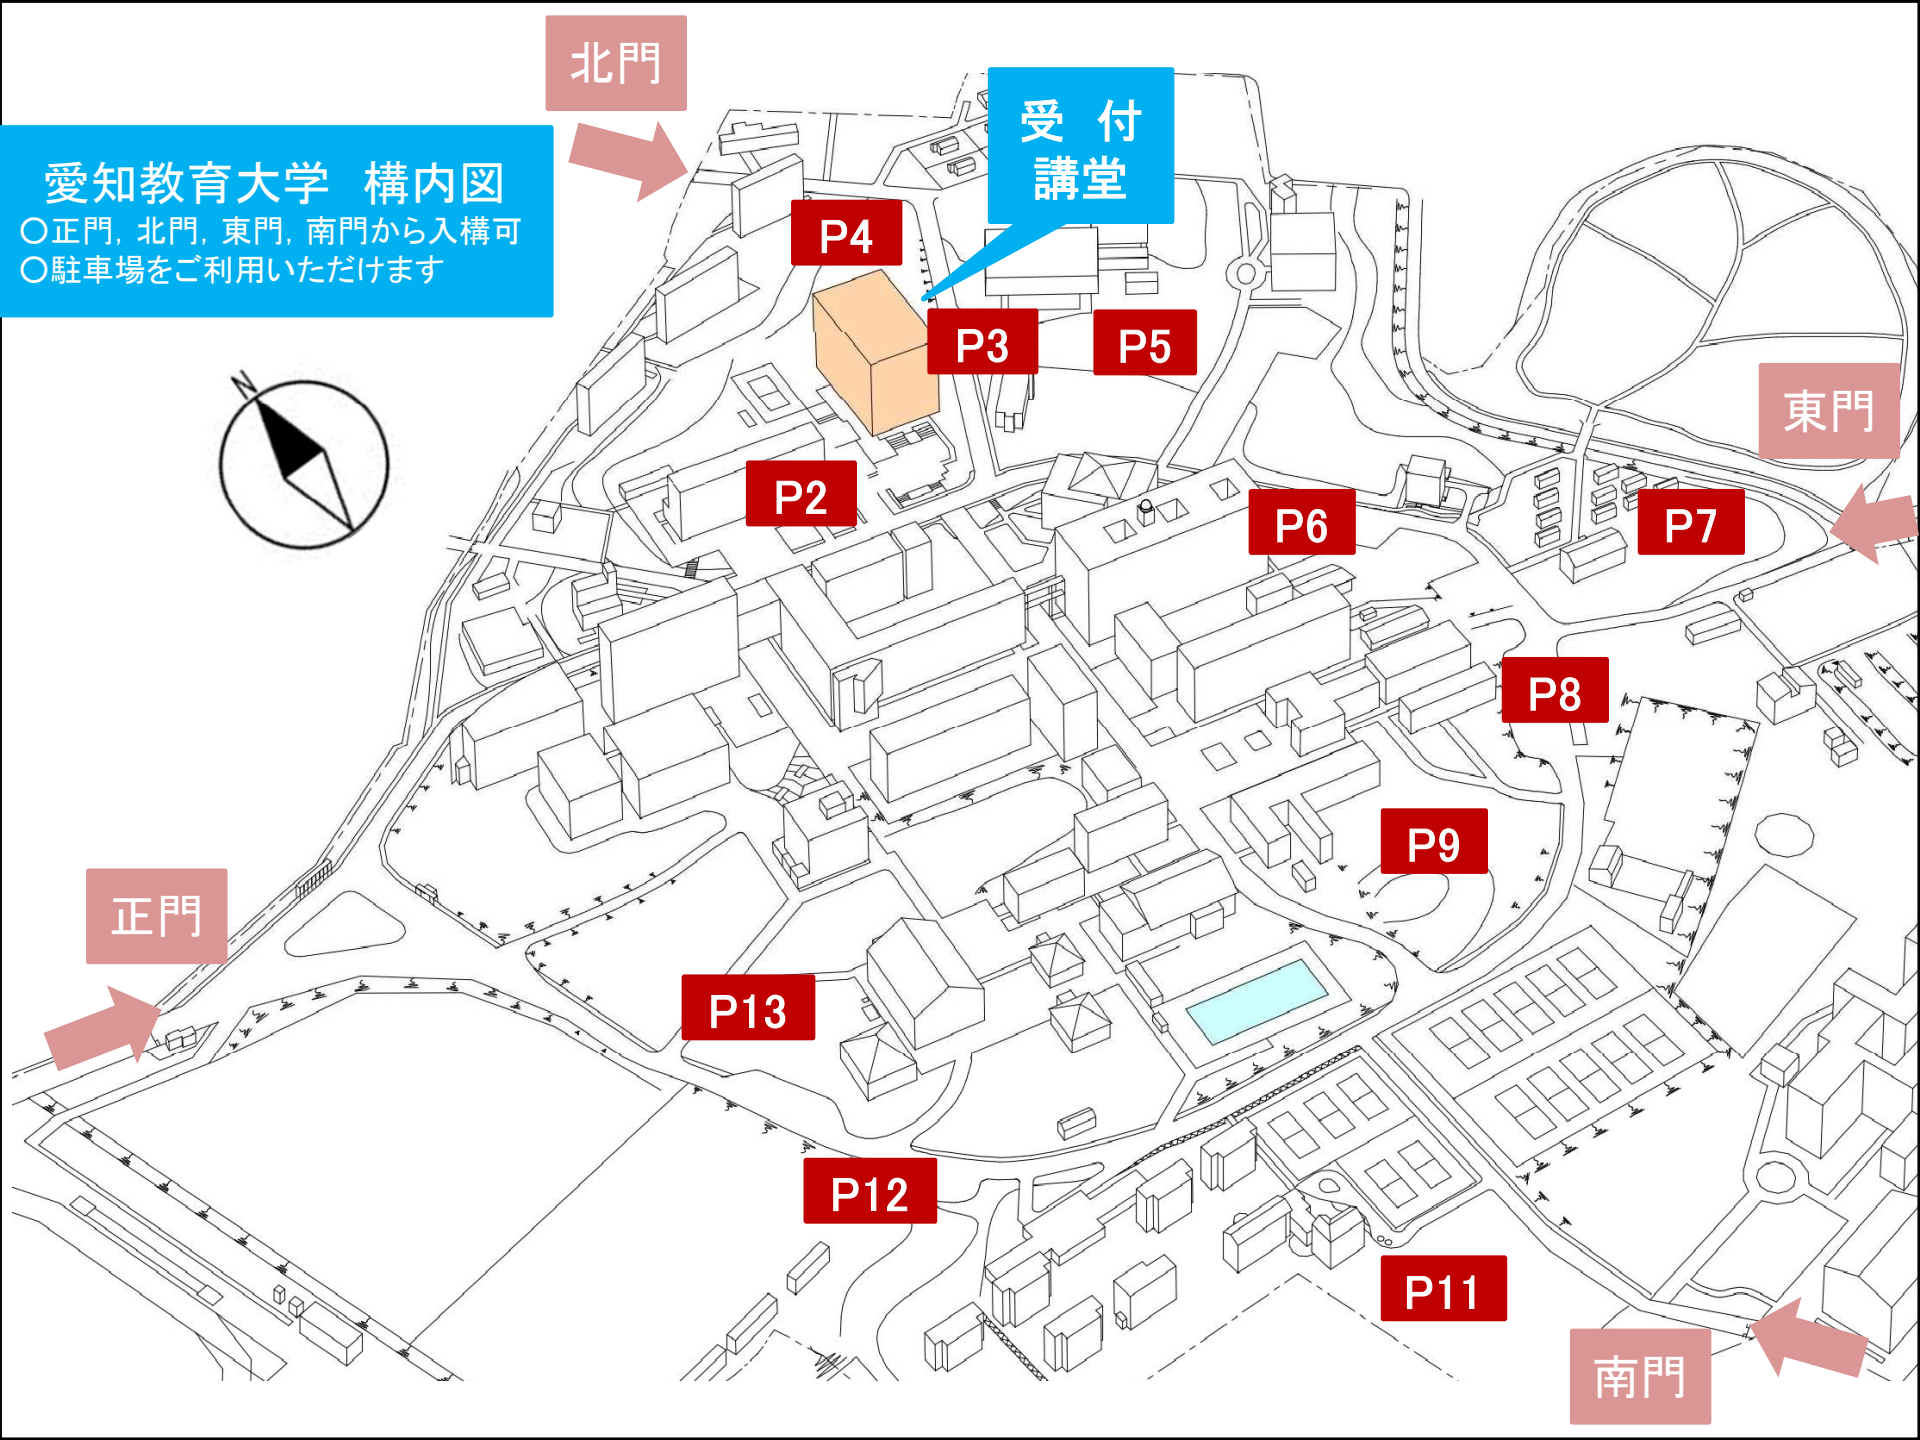 北門
受 付
講堂
愛知教育大学 構内図
○正門, 北門, 東門, 南門から入構可
○駐車場をご利用いただけます
P4
P3
P5
N
東門
P2
P6
P7
P8
P9
正門
P13
P12
P11
南門